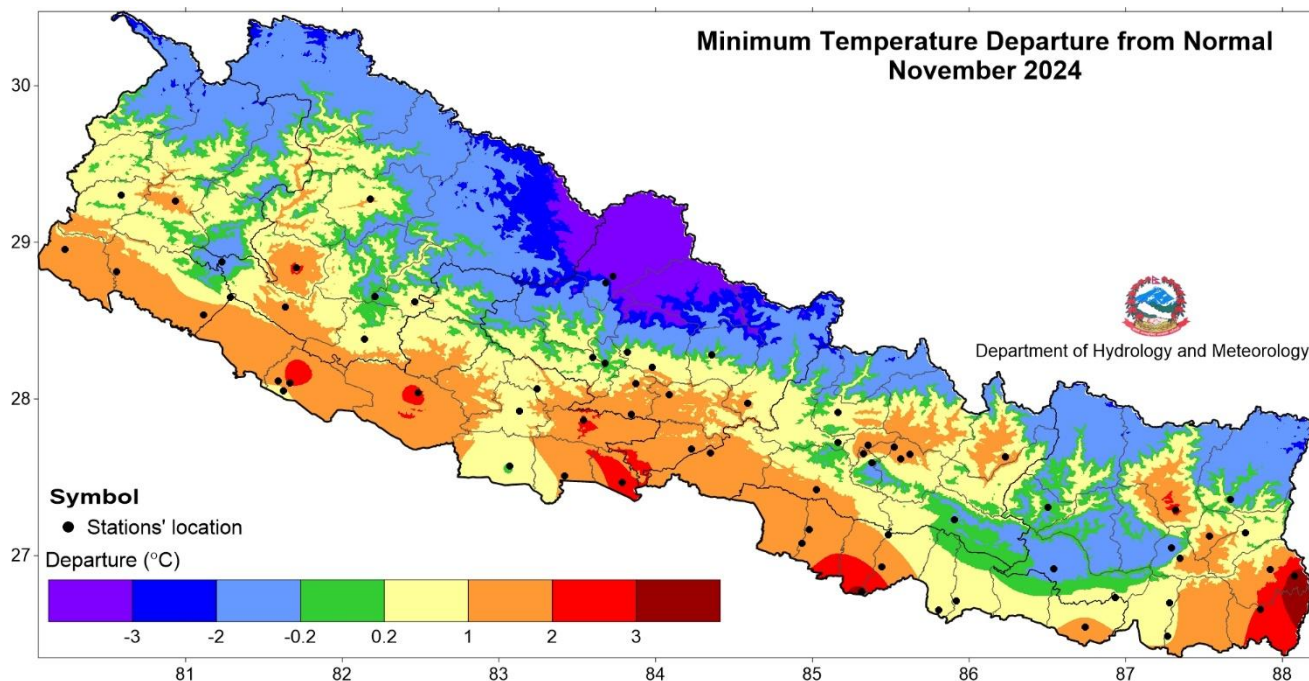 Minimum Temperature Departure from Normal
November 2024
30
29
28
27
Department of Hydrology and Meteorology
Symbol
Stations' location
Departure (°C)
-3 -2 -0.2 0.2 1 2 3
81 82 83 84 85 86 87 88